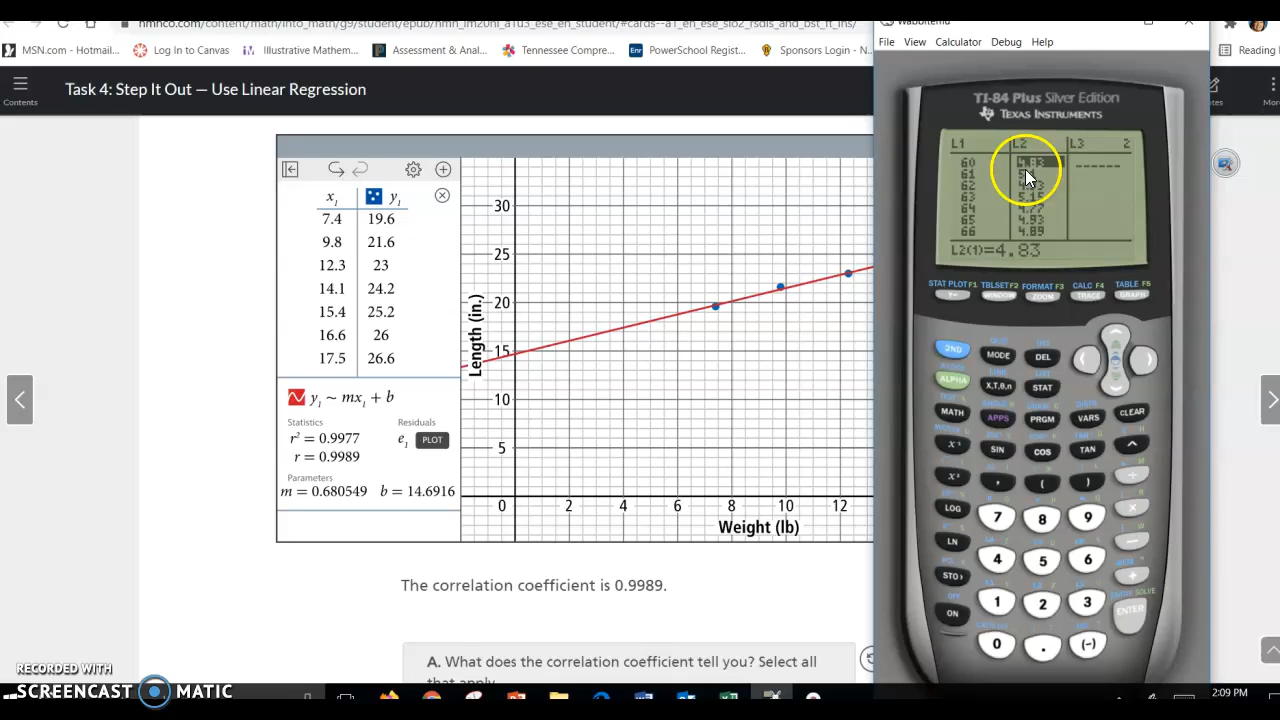 Wabbitemu
MSN.com - Hotmail...
Log In to Canvas
Illustrative Mathem...
Assessment & Analy...
Tennessee Compre...
PowerSchool Regist...
Sponsors Login - N...
Reading
File View Calculator Debug Help
Contents
Task 4: Step It Out — Use Linear Regression
x1 y1
7.4 19.6
9.8 21.6
12.3 23
14.1 24.2
15.4 25.2
16.6 26
17.5 26.6
y1 ~ mx1 + b
Statistics Residuals
r² = 0.9977 e1 PLOT
r = 0.9989
Parameters
m = 0.680549 b = 14.6916
30
25
20
15
10
5
0 2 4 6 8 10 12
Length (in.)
Weight (lb)
The correlation coefficient is 0.9989.
A. What does the correlation coefficient tell you? Select all
that apply.
TI-84 Plus Silver Edition
TEXAS INSTRUMENTS
L1 L2 L3 2
60 4.83
61
62
63 5.15
64 4.77
65 4.93
66 4.89
L2(1)=4.83
STAT PLOT F1 TBLSET F2 FORMAT F3 CALC F4 TABLE F5
Y= WINDOW ZOOM TRACE GRAPH
2ND MODE DEL
ALPHA X,T,θ,n STAT
MATH APPS PRGM VARS CLEAR
SIN COS TAN ^
x² , ( ) ÷
LOG 7 8 9 ×
LN 4 5 6 −
STO› 1 2 3 +
ON 0 . (−) ENTER
RECORDED WITH
SCREENCAST MATIC
2:09 PM